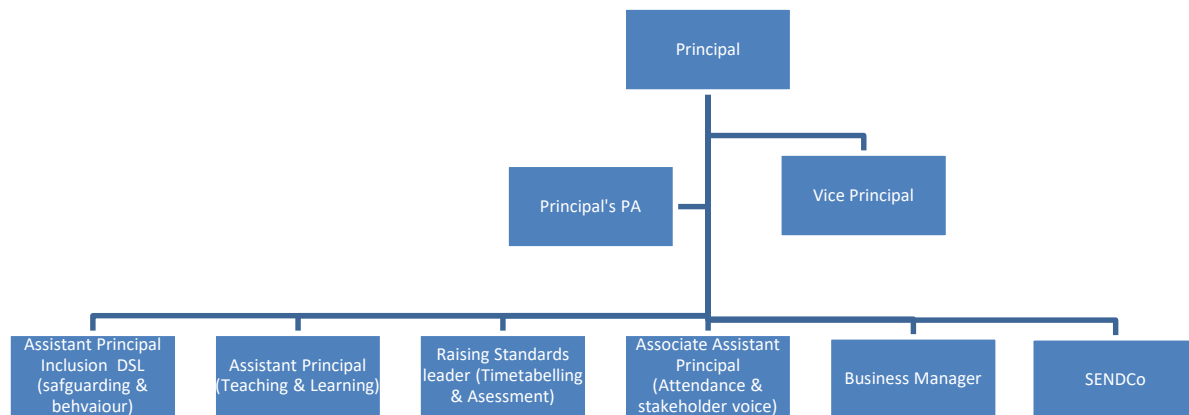 Principal
Vice Principal
Principal's PA
Assistant Principal
Inclusion  DSL
(safguarding &
behvaiour)
Assistant Principal
(Teaching & Learning)
Raising Standards
leader (Timetabelling
& Asessment)
Associate Assistant
Principal
(Attendance &
stakeholder voice)
Business Manager
SENDCo